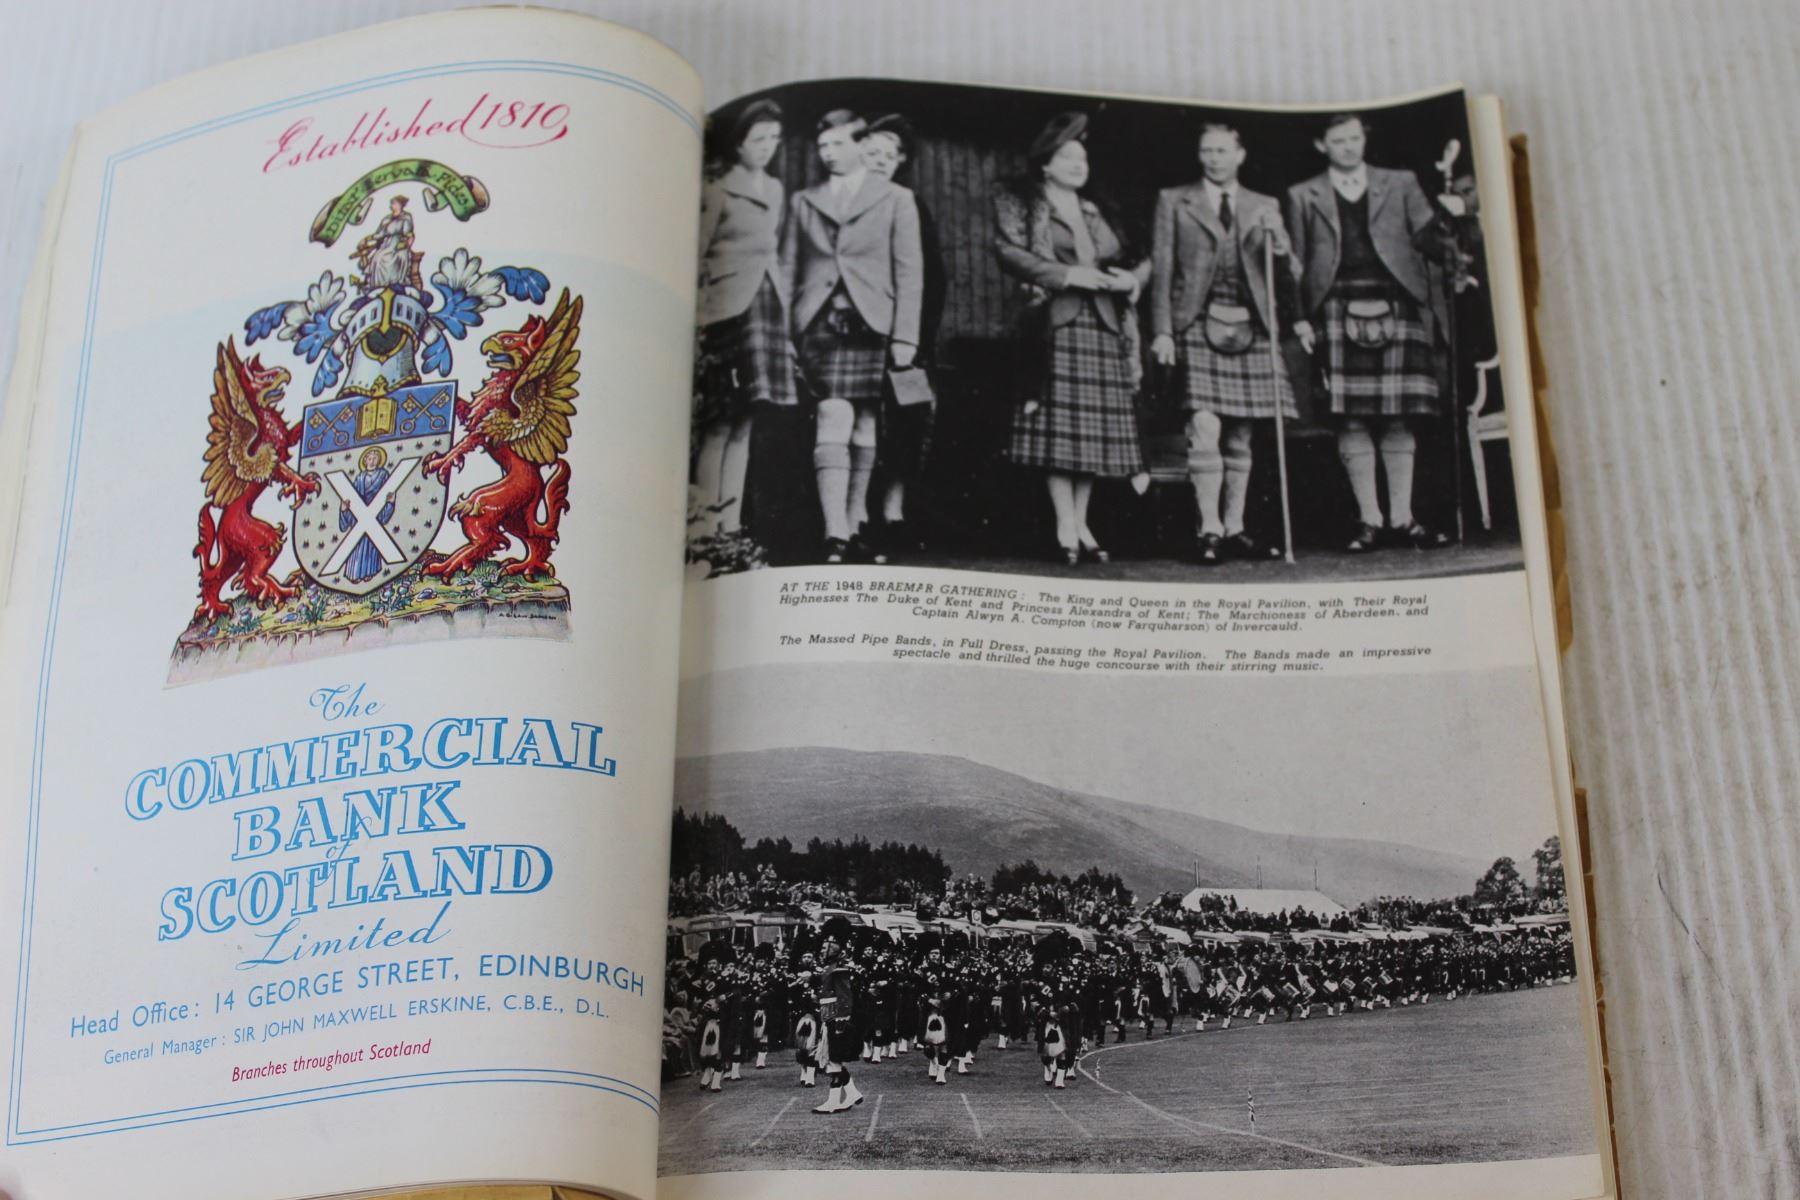 Established 1810
Ditat Servata Fides
The
COMMERCIAL
BANK
of
SCOTLAND
Limited
Head Office: 14 GEORGE STREET, EDINBURGH
General Manager: SIR JOHN MAXWELL ERSKINE, C.B.E., D.L.
Branches throughout Scotland
AT THE 1948 BRAEMAR GATHERING: The King and Queen in the Royal Pavilion, with Their Royal
Highnesses The Duke of Kent and Princess Alexandra of Kent; The Marchioness of Aberdeen, and
Captain Alwyn A. Compton (now Farquharson) of Invercauld.
The Massed Pipe Bands, in Full Dress, passing the Royal Pavilion. The Bands made an impressive
spectacle and thrilled the huge concourse with their stirring music.